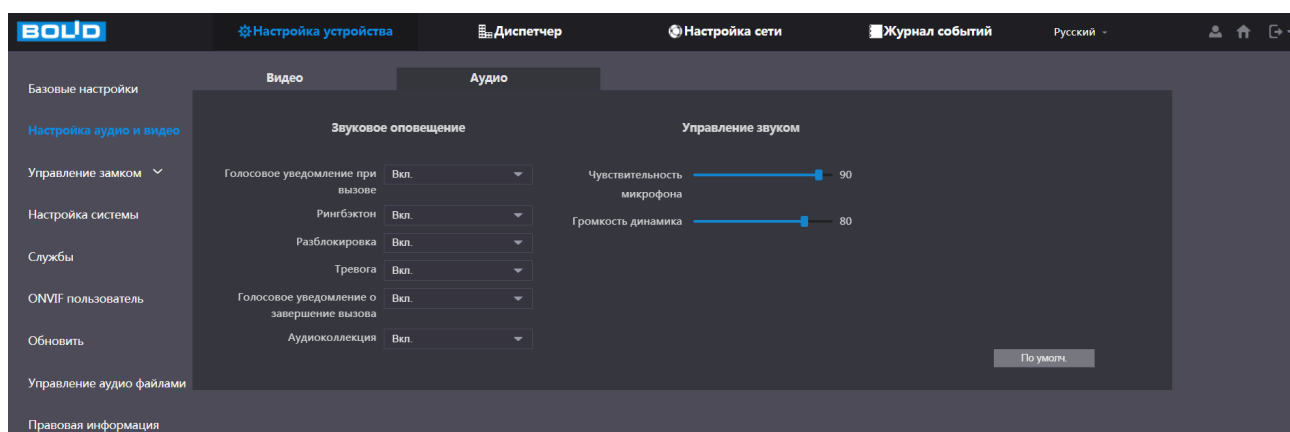 BOLID
Настройка устройства
Диспетчер
Настройка сети
Журнал событий
Русский
Базовые настройки
Настройка аудио и видео
Управление замком
Настройка системы
Службы
ONVIF пользователь
Обновить
Управление аудио файлами
Правовая информация
Видео
Аудио
Звуковое оповещение
Голосовое уведомление при
вызове
Вкл.
Рингбэктон
Вкл.
Разблокировка
Вкл.
Тревога
Вкл.
Голосовое уведомление о
завершение вызова
Вкл.
Аудиоколлекция
Вкл.
Управление звуком
Чувствительность
микрофона
90
Громкость динамика
80
По умолч.